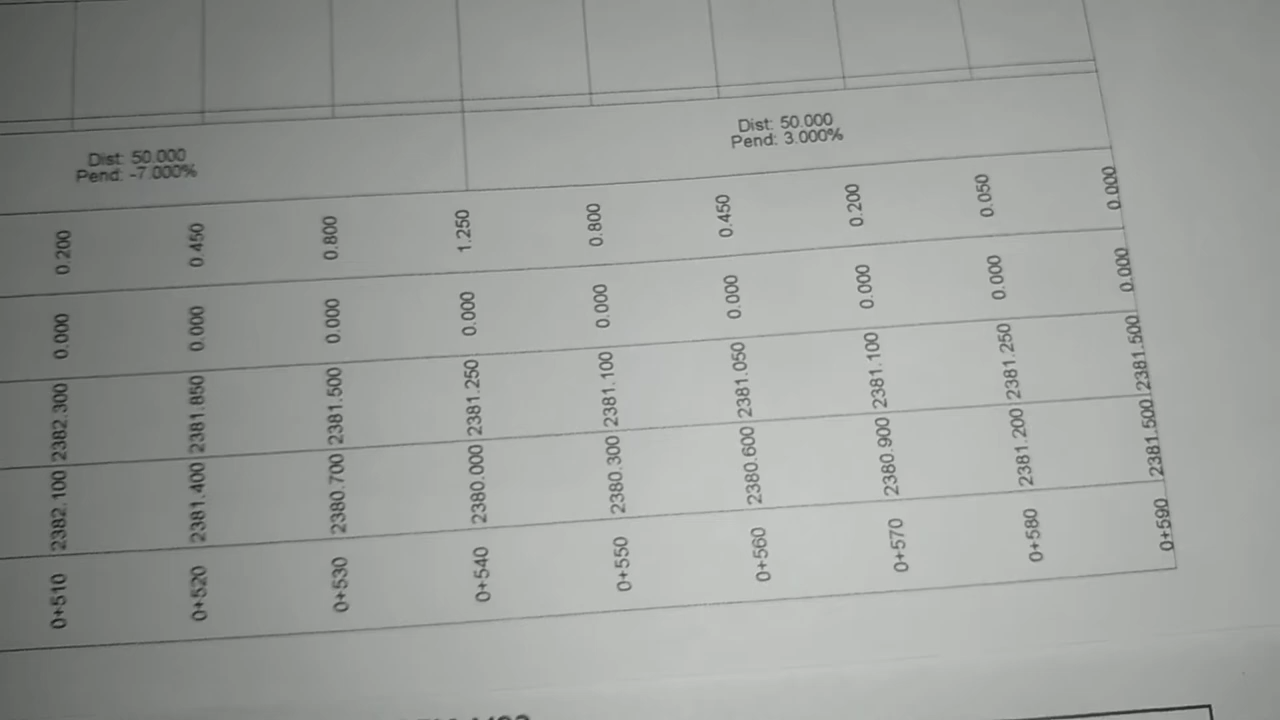 Dist: 50.000
Pend: -7.000%
Dist: 50.000
Pend: 3.000%
0.200 0.450 0.800 1.250 0.800 0.450 0.200 0.050 0.000
0.000 0.000 0.000 0.000 0.000 0.000 0.000 0.000 0.000
2382.300 2381.850 2381.500 2381.250 2381.100 2381.050 2381.100 2381.250 2381.500
2382.100 2381.400 2380.700 2380.000 2380.300 2380.600 2380.900 2381.200 2381.500
0+510 0+520 0+530 0+540 0+550 0+560 0+570 0+580 0+590